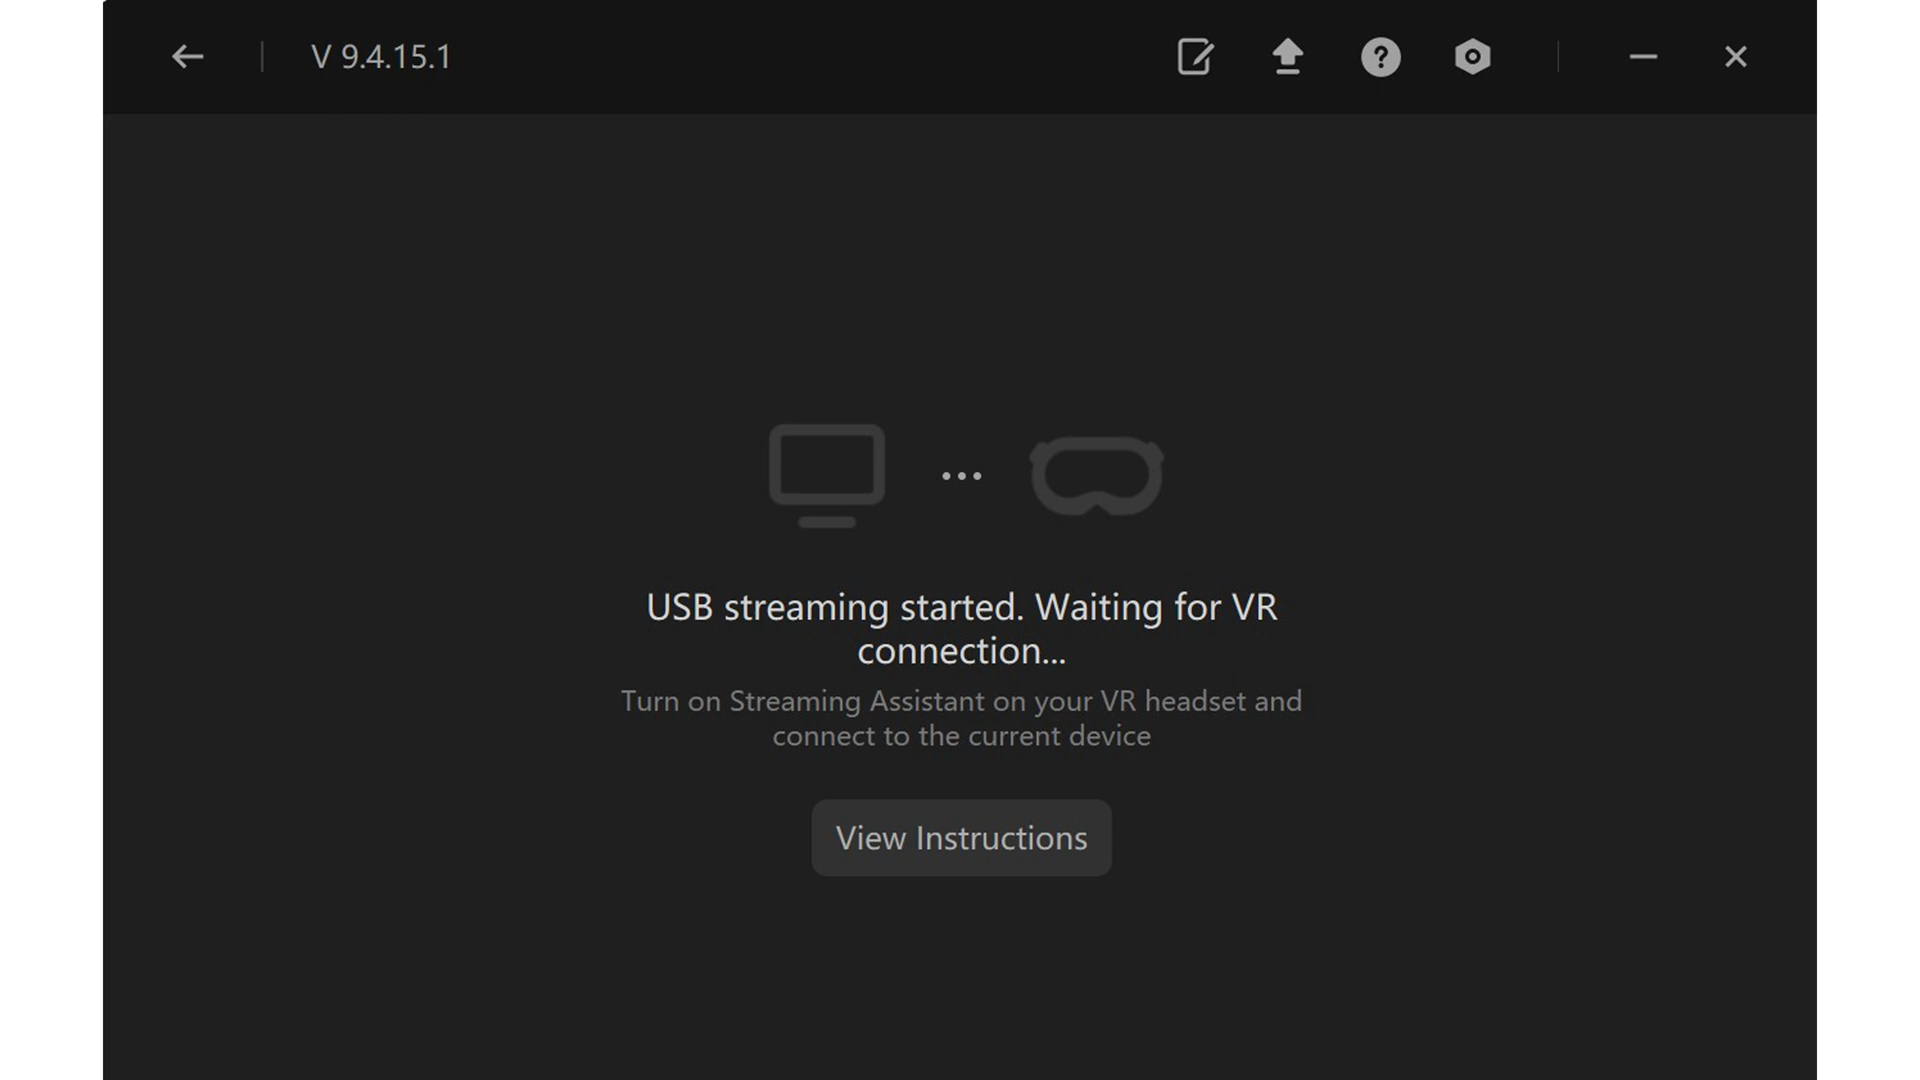 V 9.4.15.1
USB streaming started. Waiting for VR
connection...
Turn on Streaming Assistant on your VR headset and
connect to the current device
View Instructions